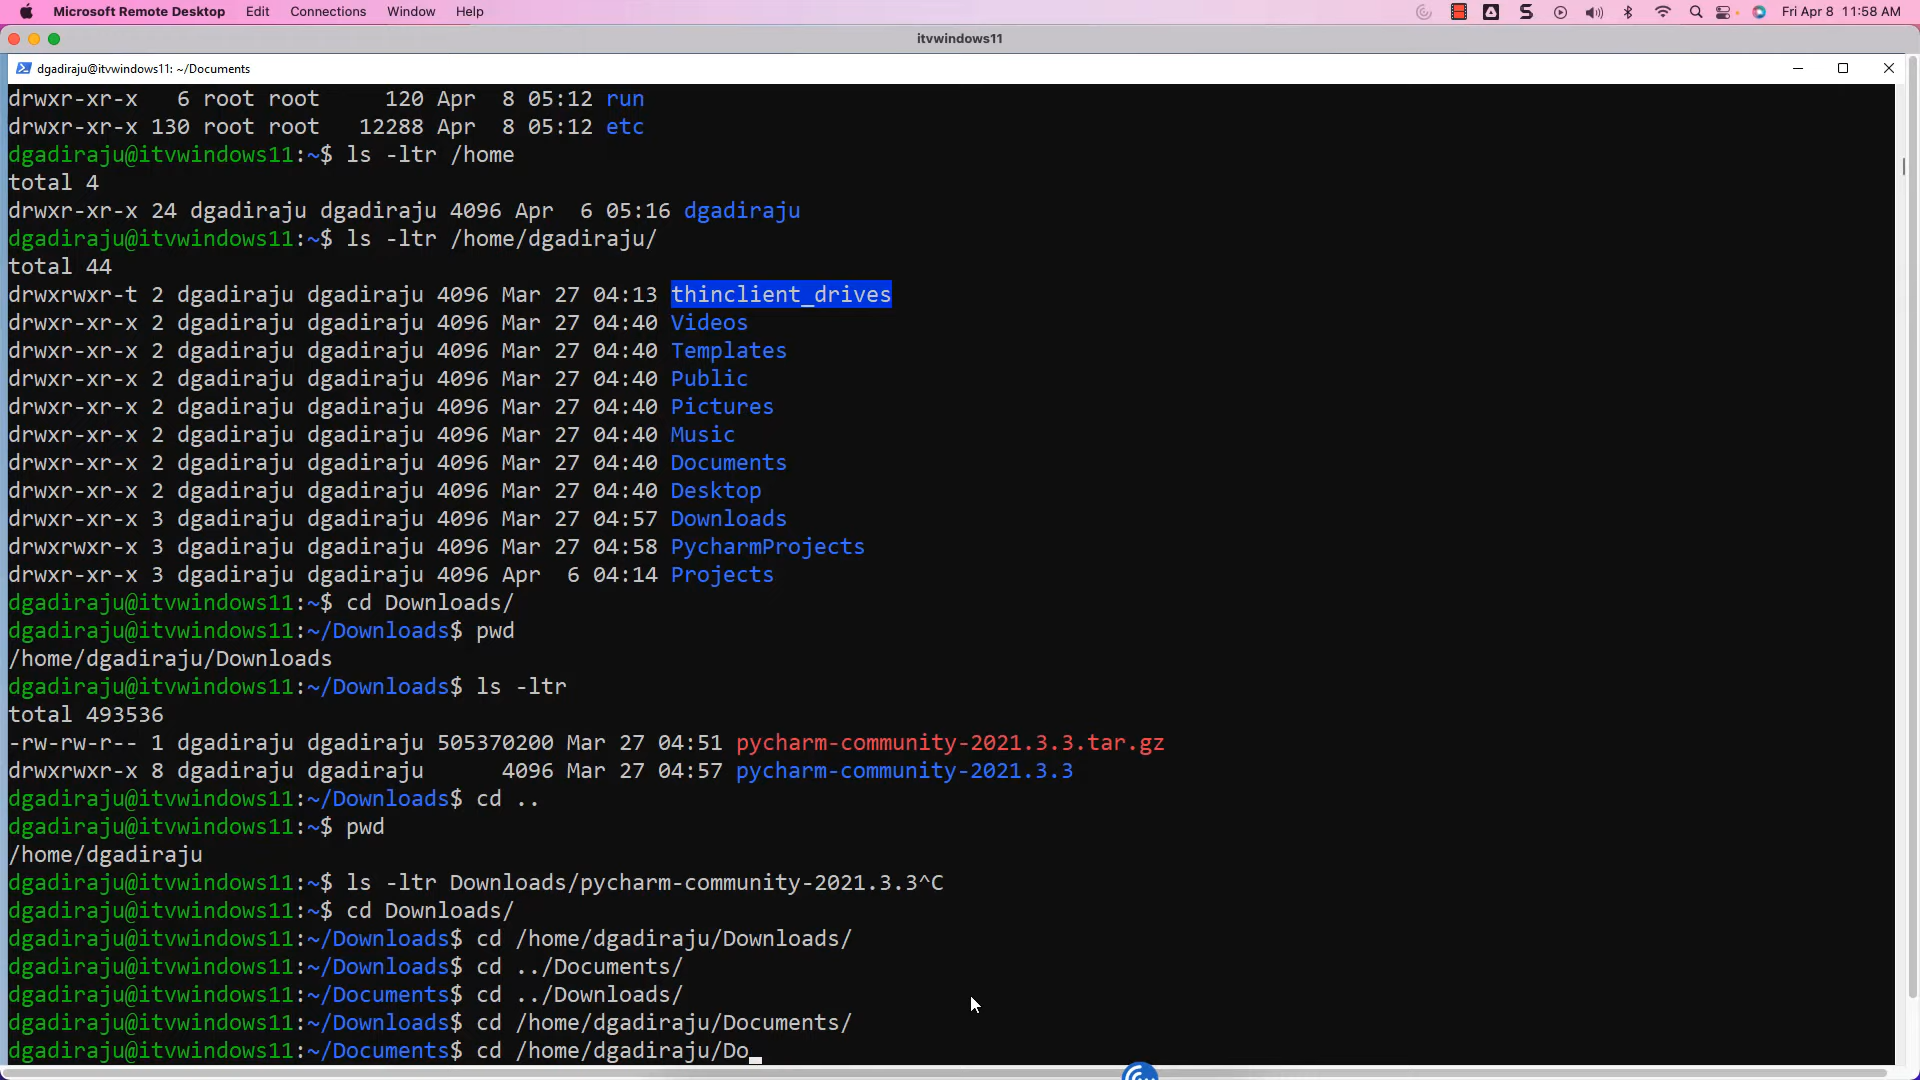 Microsoft Remote Desktop Edit Connections Window Help Fri Apr 8 11:58 AM
itvwindows11
dgadiraju@itvwindows11: ~/Documents
drwxr-xr-x   6 root root     120 Apr  8 05:12 run
drwxr-xr-x 130 root root   12288 Apr  8 05:12 etc
dgadiraju@itvwindows11:~$ ls -ltr /home
total 4
drwxr-xr-x 24 dgadiraju dgadiraju 4096 Apr  6 05:16 dgadiraju
dgadiraju@itvwindows11:~$ ls -ltr /home/dgadiraju/
total 44
drwxrwxr-t 2 dgadiraju dgadiraju 4096 Mar 27 04:13 thinclient_drives
drwxr-xr-x 2 dgadiraju dgadiraju 4096 Mar 27 04:40 Videos
drwxr-xr-x 2 dgadiraju dgadiraju 4096 Mar 27 04:40 Templates
drwxr-xr-x 2 dgadiraju dgadiraju 4096 Mar 27 04:40 Public
drwxr-xr-x 2 dgadiraju dgadiraju 4096 Mar 27 04:40 Pictures
drwxr-xr-x 2 dgadiraju dgadiraju 4096 Mar 27 04:40 Music
drwxr-xr-x 2 dgadiraju dgadiraju 4096 Mar 27 04:40 Documents
drwxr-xr-x 2 dgadiraju dgadiraju 4096 Mar 27 04:40 Desktop
drwxr-xr-x 3 dgadiraju dgadiraju 4096 Mar 27 04:57 Downloads
drwxrwxr-x 3 dgadiraju dgadiraju 4096 Mar 27 04:58 PycharmProjects
drwxr-xr-x 3 dgadiraju dgadiraju 4096 Apr  6 04:14 Projects
dgadiraju@itvwindows11:~$ cd Downloads/
dgadiraju@itvwindows11:~/Downloads$ pwd
/home/dgadiraju/Downloads
dgadiraju@itvwindows11:~/Downloads$ ls -ltr
total 493536
-rw-rw-r-- 1 dgadiraju dgadiraju 505370200 Mar 27 04:51 pycharm-community-2021.3.3.tar.gz
drwxrwxr-x 8 dgadiraju dgadiraju      4096 Mar 27 04:57 pycharm-community-2021.3.3
dgadiraju@itvwindows11:~/Downloads$ cd ..
dgadiraju@itvwindows11:~$ pwd
/home/dgadiraju
dgadiraju@itvwindows11:~$ ls -ltr Downloads/pycharm-community-2021.3.3^C
dgadiraju@itvwindows11:~$ cd Downloads/
dgadiraju@itvwindows11:~/Downloads$ cd /home/dgadiraju/Downloads/
dgadiraju@itvwindows11:~/Downloads$ cd ../Documents/
dgadiraju@itvwindows11:~/Documents$ cd ../Downloads/
dgadiraju@itvwindows11:~/Downloads$ cd /home/dgadiraju/Documents/
dgadiraju@itvwindows11:~/Documents$ cd /home/dgadiraju/Do_